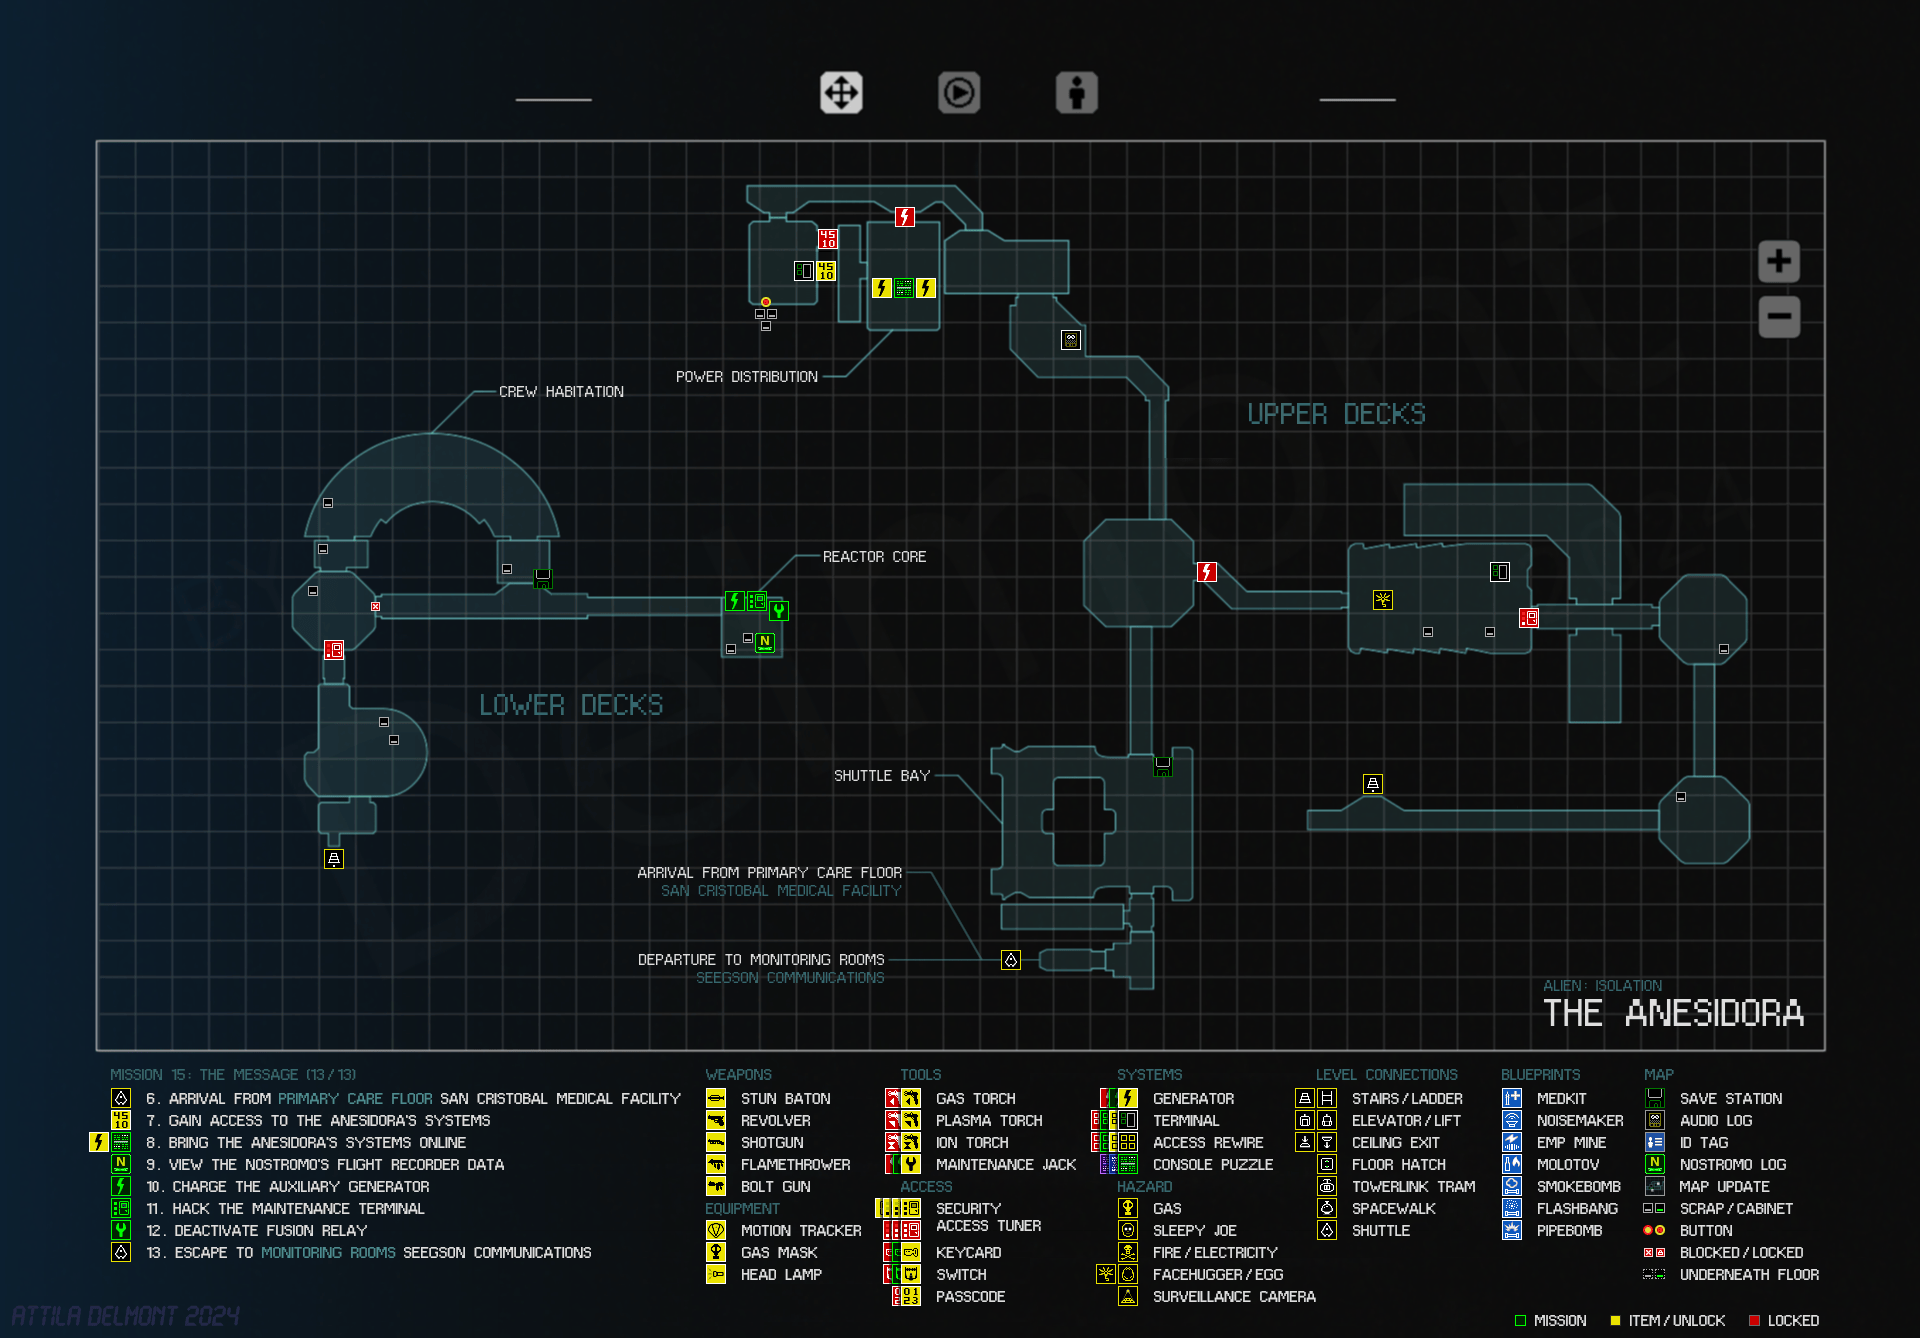 45
10
45
10
POWER DISTRIBUTION
CREW HABITATION
UPPER DECKS
REACTOR CORE
N
LOWER DECKS
SHUTTLE BAY
ARRIVAL FROM PRIMARY CARE FLOOR
SAN CRISTOBAL MEDICAL FACILITY
DEPARTURE TO MONITORING ROOMS
SEEGSON COMMUNICATIONS
ALIEN: ISOLATION
THE ANESIDORA
MISSION 15: THE MESSAGE (13/13)
6. ARRIVAL FROM PRIMARY CARE FLOOR SAN CRISTOBAL MEDICAL FACILITY
45
10
7. GAIN ACCESS TO THE ANESIDORA'S SYSTEMS
8. BRING THE ANESIDORA'S SYSTEMS ONLINE
N
9. VIEW THE NOSTROMO'S FLIGHT RECORDER DATA
10. CHARGE THE AUXILIARY GENERATOR
11. HACK THE MAINTENANCE TERMINAL
12. DEACTIVATE FUSION RELAY
13. ESCAPE TO MONITORING ROOMS SEEGSON COMMUNICATIONS
WEAPONS
STUN BATON
REVOLVER
SHOTGUN
FLAMETHROWER
BOLT GUN
EQUIPMENT
MOTION TRACKER
GAS MASK
HEAD LAMP
TOOLS
GAS TORCH
PLASMA TORCH
ION TORCH
MAINTENANCE JACK
ACCESS
SECURITY
ACCESS TUNER
KEYCARD
SWITCH
01
23
PASSCODE
SYSTEMS
GENERATOR
TERMINAL
ACCESS REWIRE
CONSOLE PUZZLE
HAZARD
GAS
SLEEPY JOE
FIRE/ELECTRICITY
FACEHUGGER/EGG
SURVEILLANCE CAMERA
LEVEL CONNECTIONS
STAIRS/LADDER
ELEVATOR/LIFT
CEILING EXIT
FLOOR HATCH
TOWERLINK TRAM
SPACEWALK
SHUTTLE
BLUEPRINTS
MEDKIT
NOISEMAKER
EMP MINE
MOLOTOV
SMOKEBOMB
FLASHBANG
PIPEBOMB
MAP
SAVE STATION
AUDIO LOG
ID TAG
N
NOSTROMO LOG
MAP UPDATE
SCRAP/CABINET
BUTTON
BLOCKED/LOCKED
UNDERNEATH FLOOR
MISSION
ITEM/UNLOCK
LOCKED
ATTILA DELMONT 2024